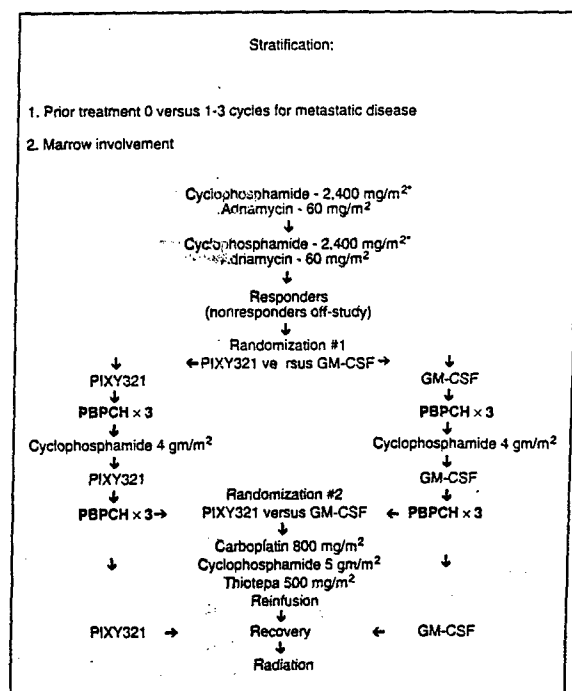 Stratification:
1. Prior treatment 0 versus 1-3 cycles for metastatic disease
2. Marrow involvement
Cyclophosphamide - 2,400 mg/m²*
Adriamycin - 60 mg/m²
↓
Cyclophosphamide - 2,400 mg/m²*
Adriamycin - 60 mg/m²
↓
Responders
(nonresponders off-study)
↓
Randomization #1
↓ ←PIXY321 ve rsus GM-CSF→ ↓
PIXY321 GM-CSF
↓ ↓
PBPCH × 3 PBPCH × 3
↓ ↓
Cyclophosphamide 4 gm/m² Cyclophosphamide 4 gm/m²
↓ ↓
PIXY321 GM-CSF
↓ Randomization #2 ↓
PBPCH × 3→ PIXY321 versus GM-CSF ← PBPCH × 3
↓
Carboplatin 800 mg/m²
↓ Cyclophosphamide 5 gm/m² ↓
Thiotepa 500 mg/m²
Reinfusion
↓
PIXY321 → Recovery ← GM-CSF
↓
Radiation